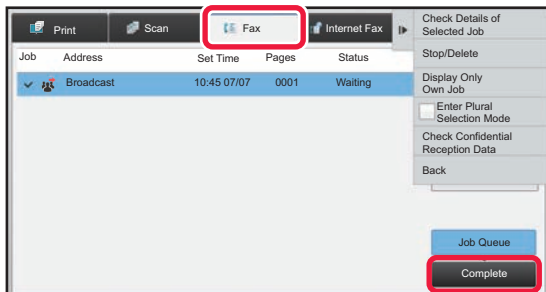 Print Scan Fax Internet Fax
Check Details of
Selected Job
Job Address Set Time Pages Status
Stop/Delete
Broadcast 10:45 07/07 0001 Waiting
Display Only
Own Job
Enter Plural
Selection Mode
Check Confidential
Reception Data
Back
Job Queue
Complete